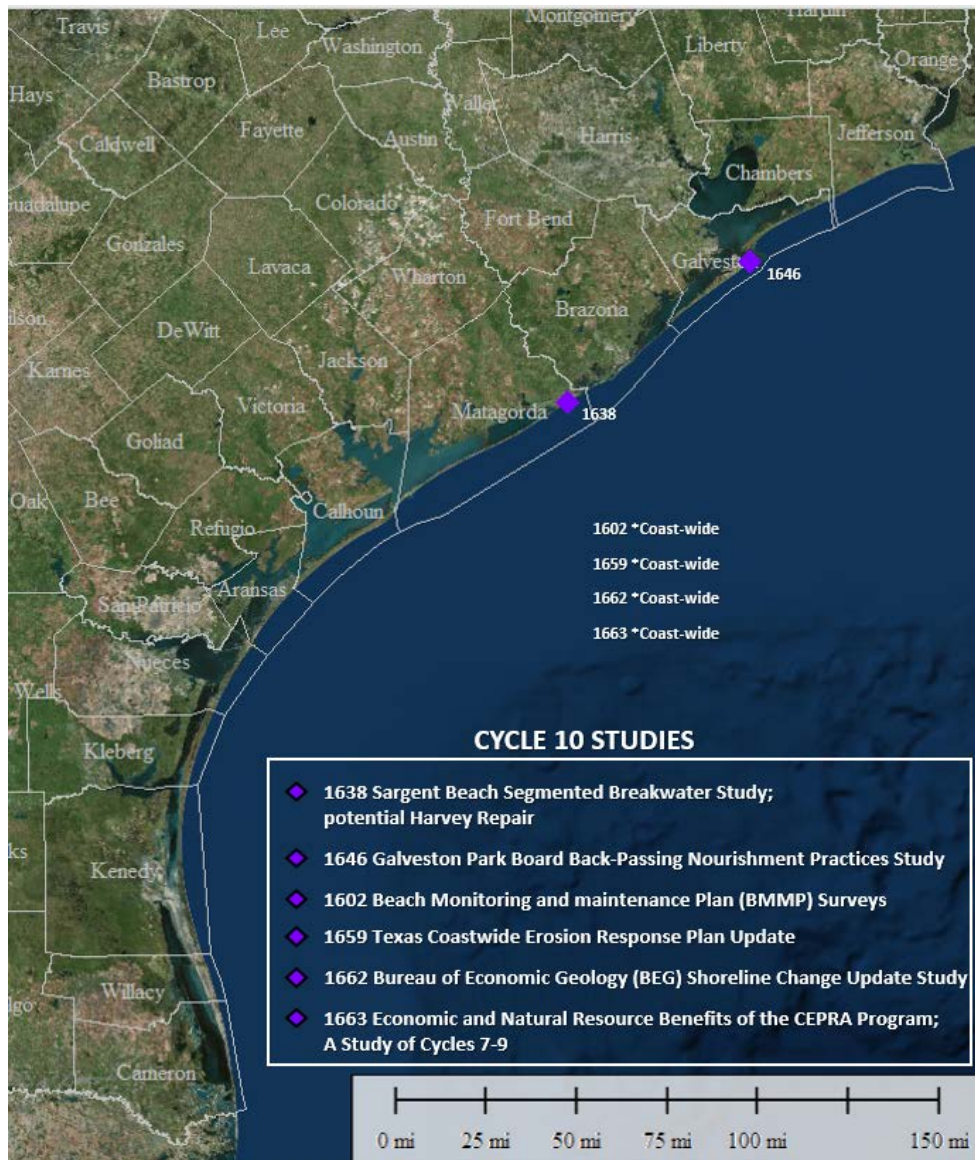 Travis
Lee
Washington
Montgomery
Hardin
Liberty
Orange
Bastrop
Hays
Waller
Fayette
Austin
Harris
Jefferson
Caldwell
Chambers
Guadalupe
Colorado
Fort Bend
Gonzales
Lavaca
Wharton
Galvest
1646
Brazoria
DeWitt
Karnes
Jackson
Victoria
Matagorda
1638
Goliad
Oak
Bee
Calhoun
Refugio
1602 *Coast-wide
1659 *Coast-wide
Aransas
1662 *Coast-wide
San Patricio
1663 *Coast-wide
Nueces
Wells
Kleberg
CYCLE 10 STUDIES
1638 Sargent Beach Segmented Breakwater Study;
potential Harvey Repair
1646 Galveston Park Board Back-Passing Nourishment Practices Study
Kenedy
1602 Beach Monitoring and maintenance Plan (BMMP) Surveys
1659 Texas Coastwide Erosion Response Plan Update
1662 Bureau of Economic Geology (BEG) Shoreline Change Update Study
Willacy
1663 Economic and Natural Resource Benefits of the CEPRA Program;
A Study of Cycles 7-9
Cameron
0 mi 25 mi 50 mi 75 mi 100 mi 150 mi